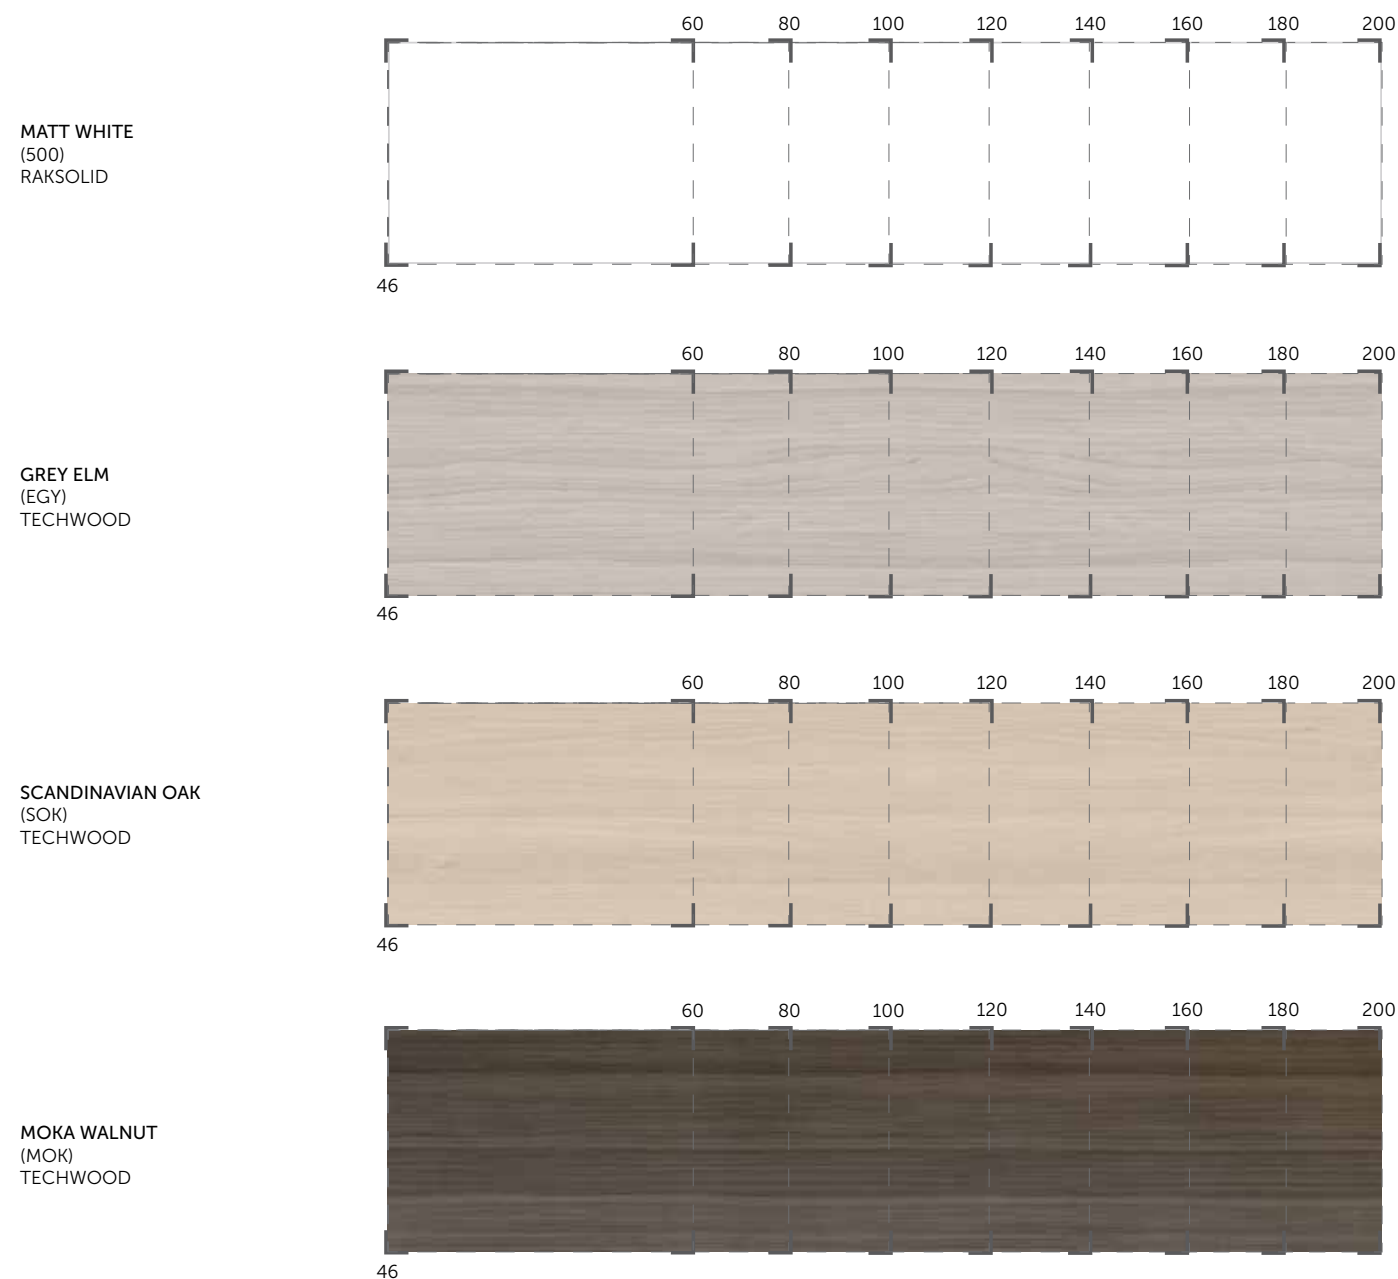 60 80 100 120 140 160 180 200
MATT WHITE
(500)
RAKSOLID
46
60 80 100 120 140 160 180 200
GREY ELM
(EGY)
TECHWOOD
46
60 80 100 120 140 160 180 200
SCANDINAVIAN OAK
(SOK)
TECHWOOD
46
60 80 100 120 140 160 180 200
MOKA WALNUT
(MOK)
TECHWOOD
46